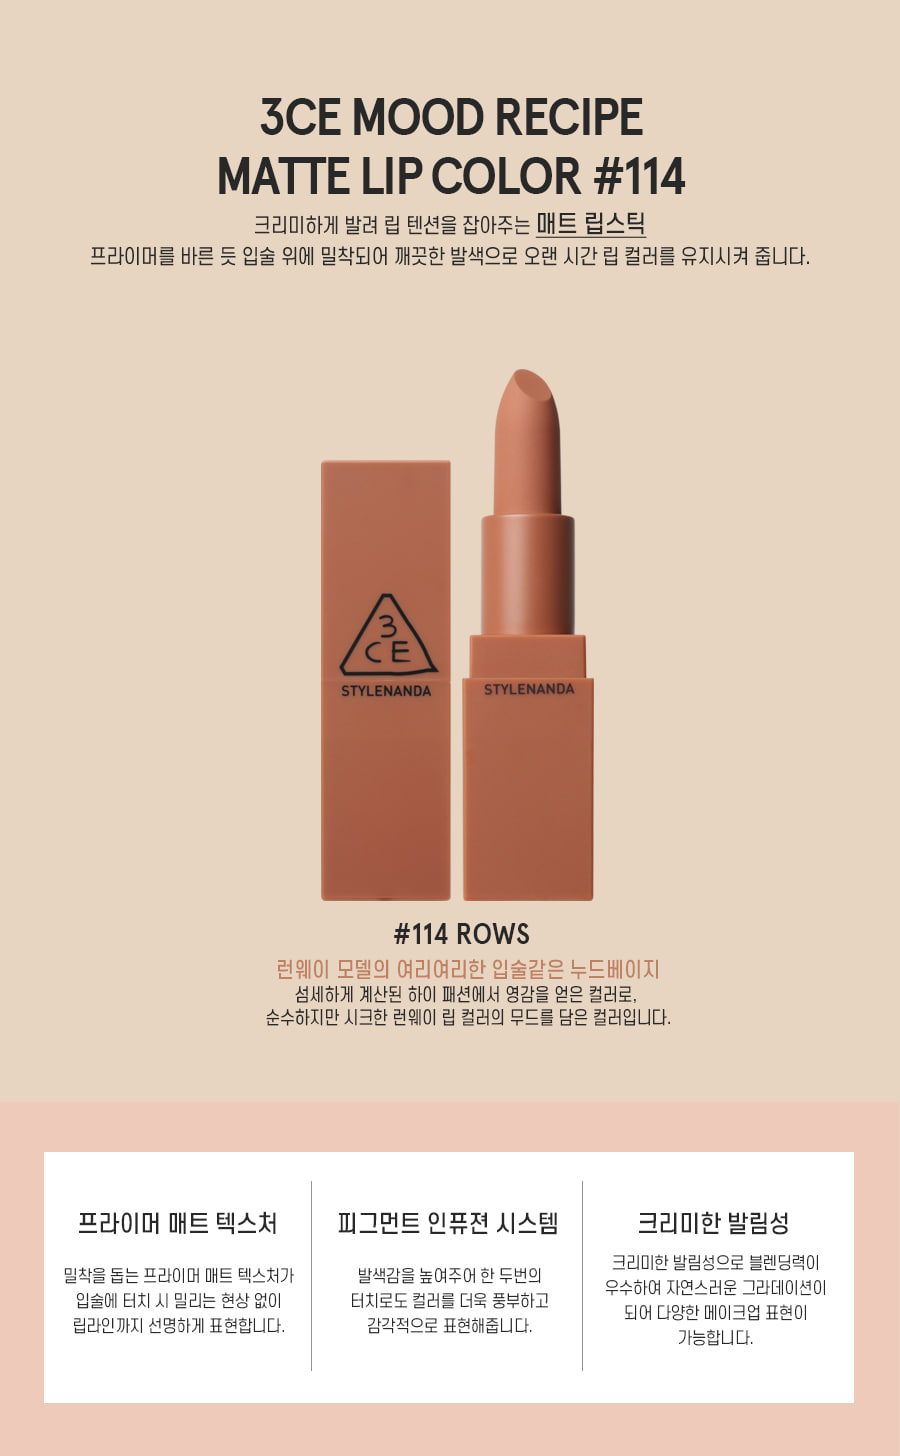 3CE MOOD RECIPE
MATTE LIP COLOR #114
크리미하게 발려 립 텐션을 잡아주는 매트 립스틱
프라이머를 바른 듯 입술 위에 밀착되어 깨끗한 발색으로 오랜 시간 립 컬러를 유지시켜 줍니다.
3
CE
STYLENANDA
STYLENANDA
#114 ROWS
런웨이 모델의 여리여리한 입술같은 누드베이지
섬세하게 계산된 하이 패션에서 영감을 얻은 컬러로,
순수하지만 시크한 런웨이 립 컬러의 무드를 담은 컬러입니다.
프라이머 매트 텍스처
밀착을 돕는 프라이머 매트 텍스처가
입술에 터치 시 밀리는 현상 없이
립라인까지 선명하게 표현합니다.
피그먼트 인퓨젼 시스템
발색감을 높여주어 한 두번의
터치로도 컬러를 더욱 풍부하고
감각적으로 표현해줍니다.
크리미한 발림성
크리미한 발림성으로 블렌딩력이
우수하여 자연스러운 그라데이션이
되어 다양한 메이크업 표현이
가능합니다.